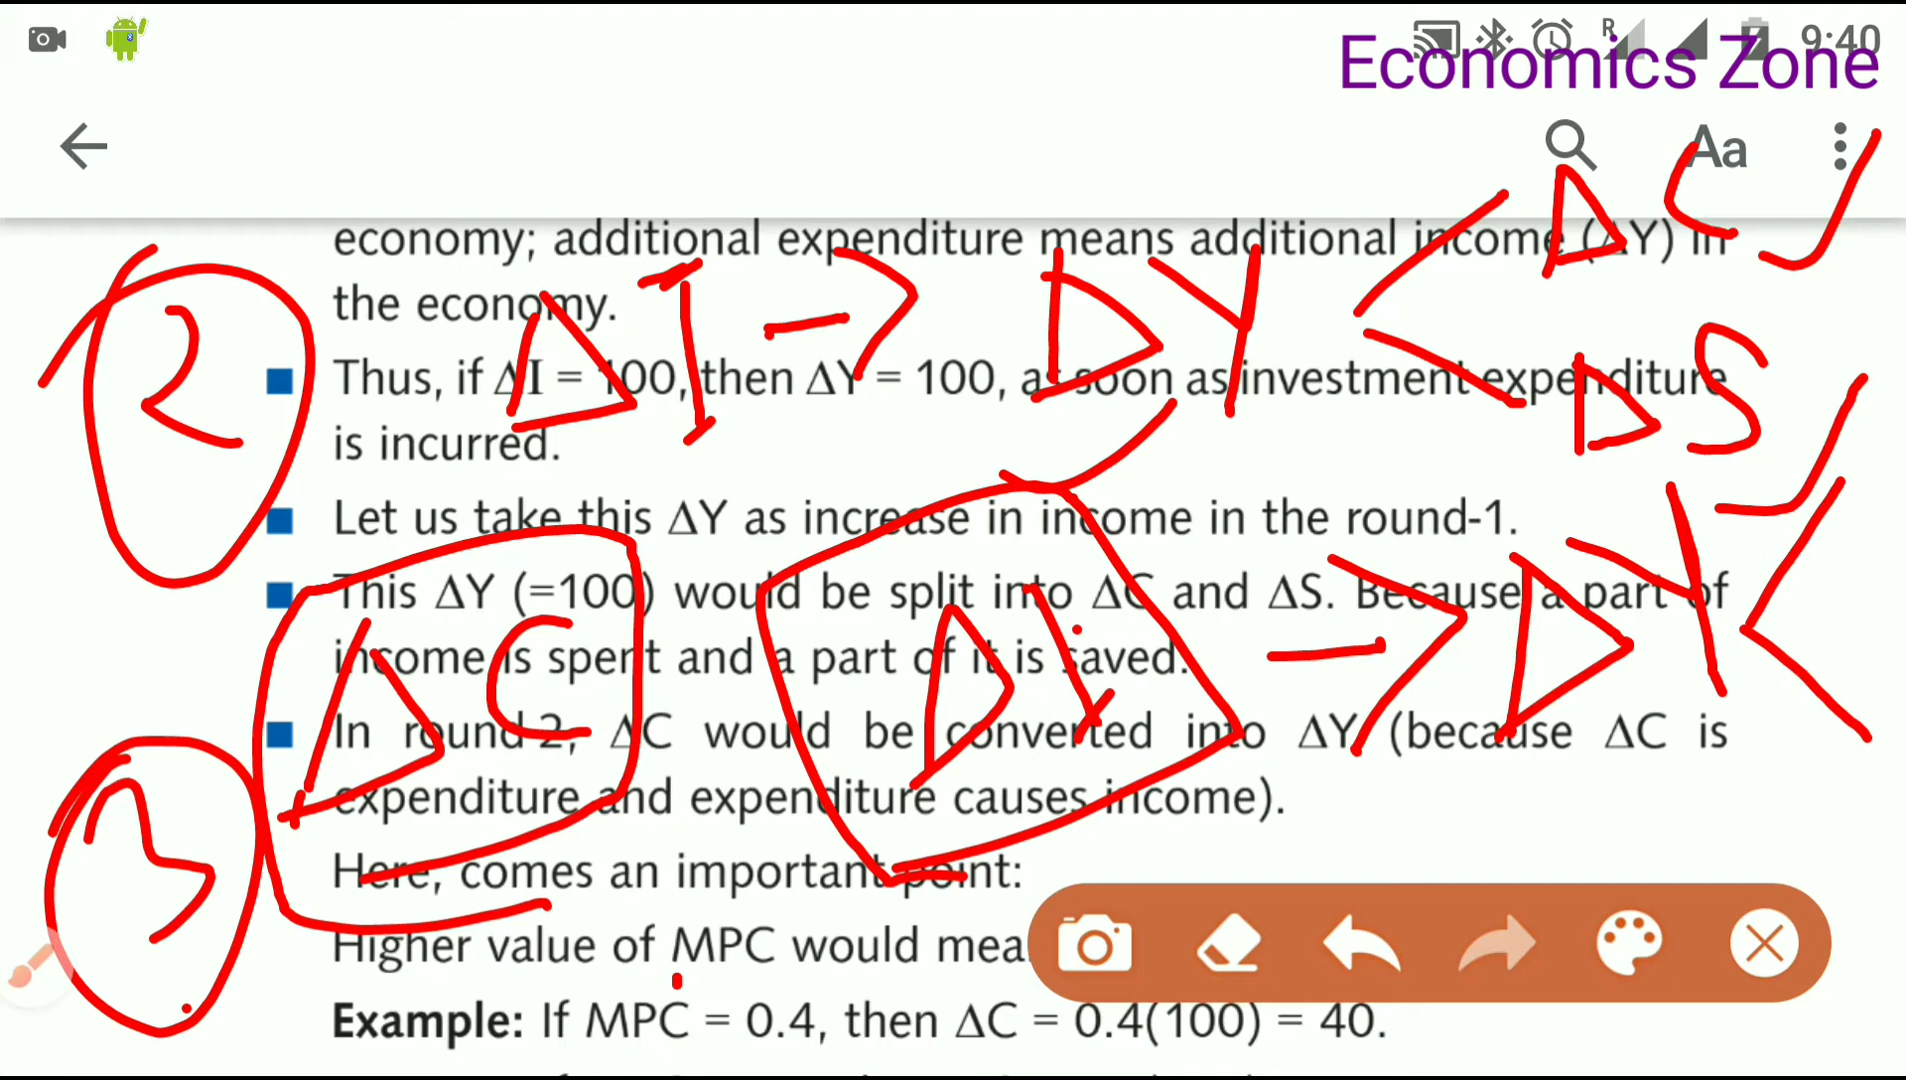 R
9:40
Economics Zone
Aa
economy; additional expenditure means additional income (ΔY) in
the economy.
■ Thus, if ΔI = 100, then ΔY = 100, as soon as investment expenditure
is incurred.
■ Let us take this ΔY as increase in income in the round-1.
■ This ΔY (=100) would be split into ΔC and ΔS. Because a part of
income is spent and a part of it is saved.
■ In round-2, ΔC would be converted into ΔY (because ΔC is
expenditure and expenditure causes income).
Here, comes an important point:
Higher value of MPC would mea
Example: If MPC = 0.4, then ΔC = 0.4(100) = 40.
2
ΔI → ΔY < ΔC
ΔS
ΔC
ΔI → ΔY <
3